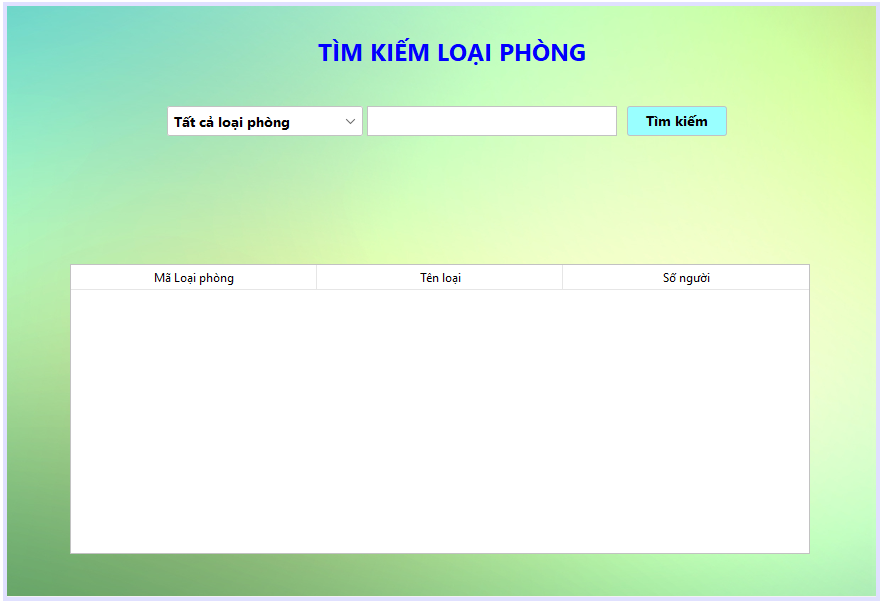 TÌM KIẾM LOẠI PHÒNG
Tất cả loại phòng Tìm kiếm
Mã Loại phòng Tên loại Số người